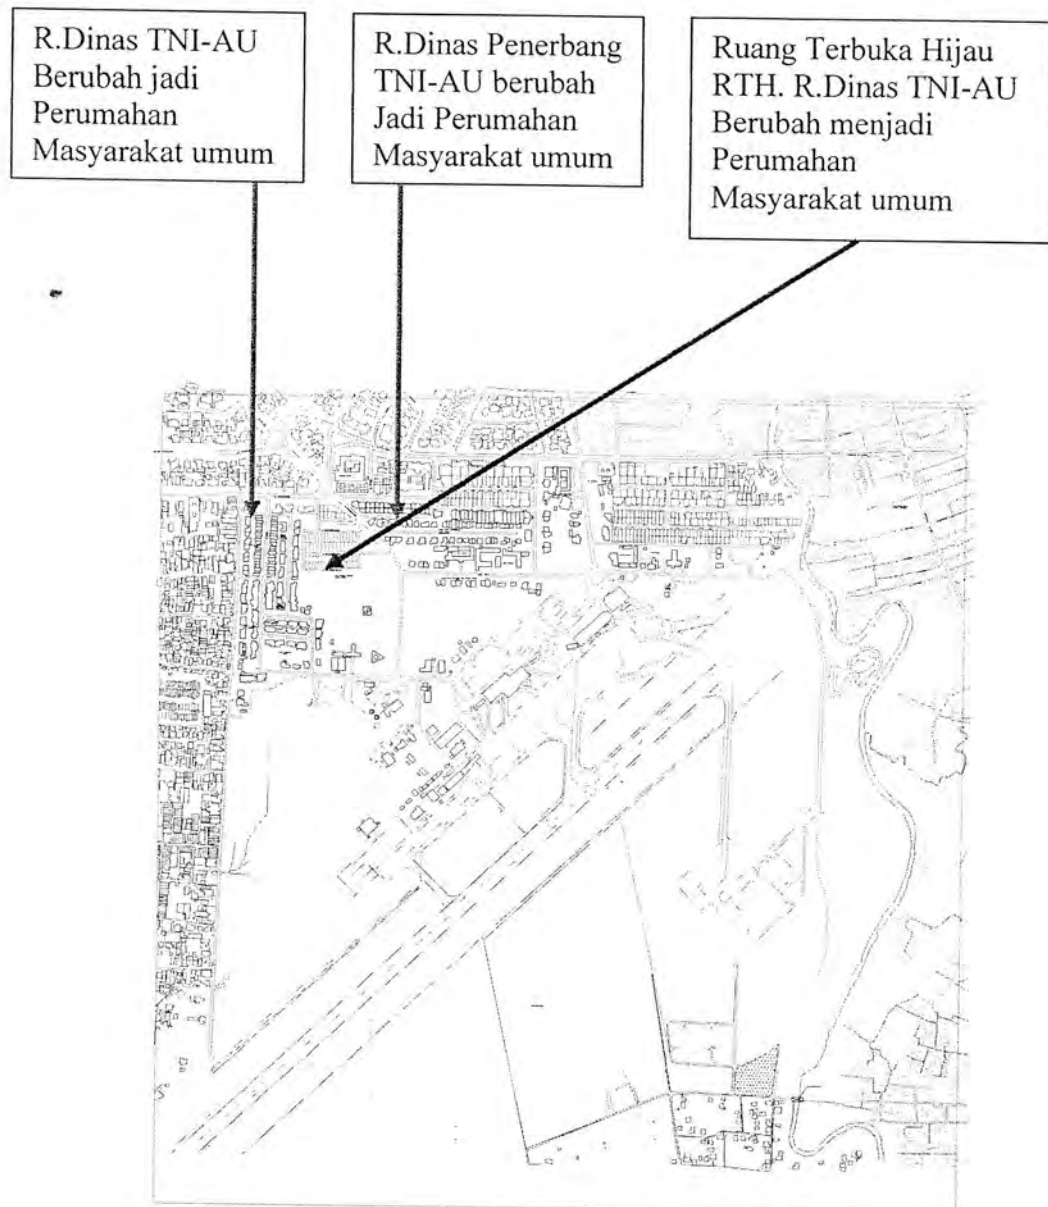 R.Dinas TNI-AU
Berubah jadi
Perumahan
Masyarakat umum
R.Dinas Penerbang
TNI-AU berubah
Jadi Perumahan
Masyarakat umum
Ruang Terbuka Hijau
RTH. R.Dinas TNI-AU
Berubah menjadi
Perumahan
Masyarakat umum